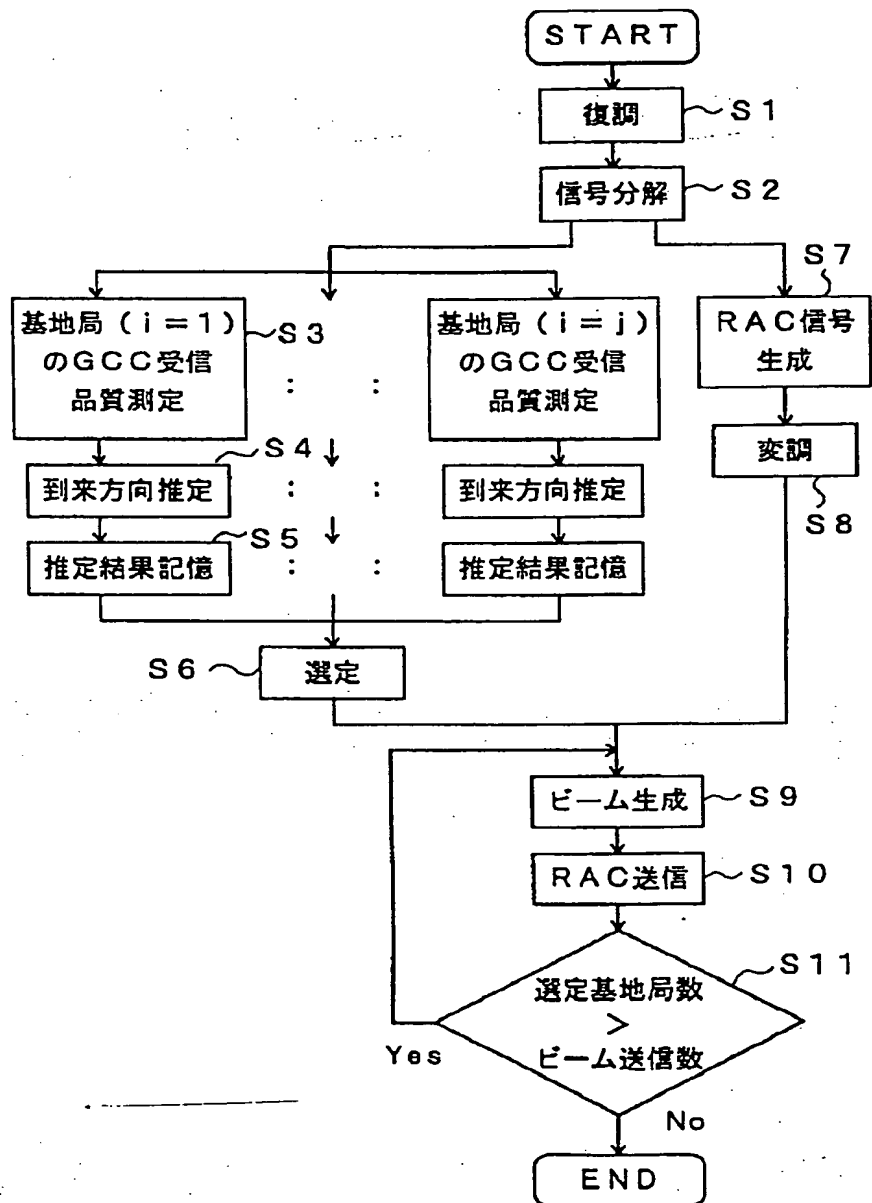 START
復調
S1
信号分解
S2
S7
基地局(i=1)
のGCC受信
品質測定
S3
: :
基地局(i=j)
のGCC受信
品質測定
RAC信号
生成
S4
到来方向推定
: :
到来方向推定
変調
S8
S5
推定結果記憶
: :
推定結果記憶
S6
選定
ビーム生成
S9
RAC送信
S10
S11
選定基地局数
>
ビーム送信数
Yes
No
END